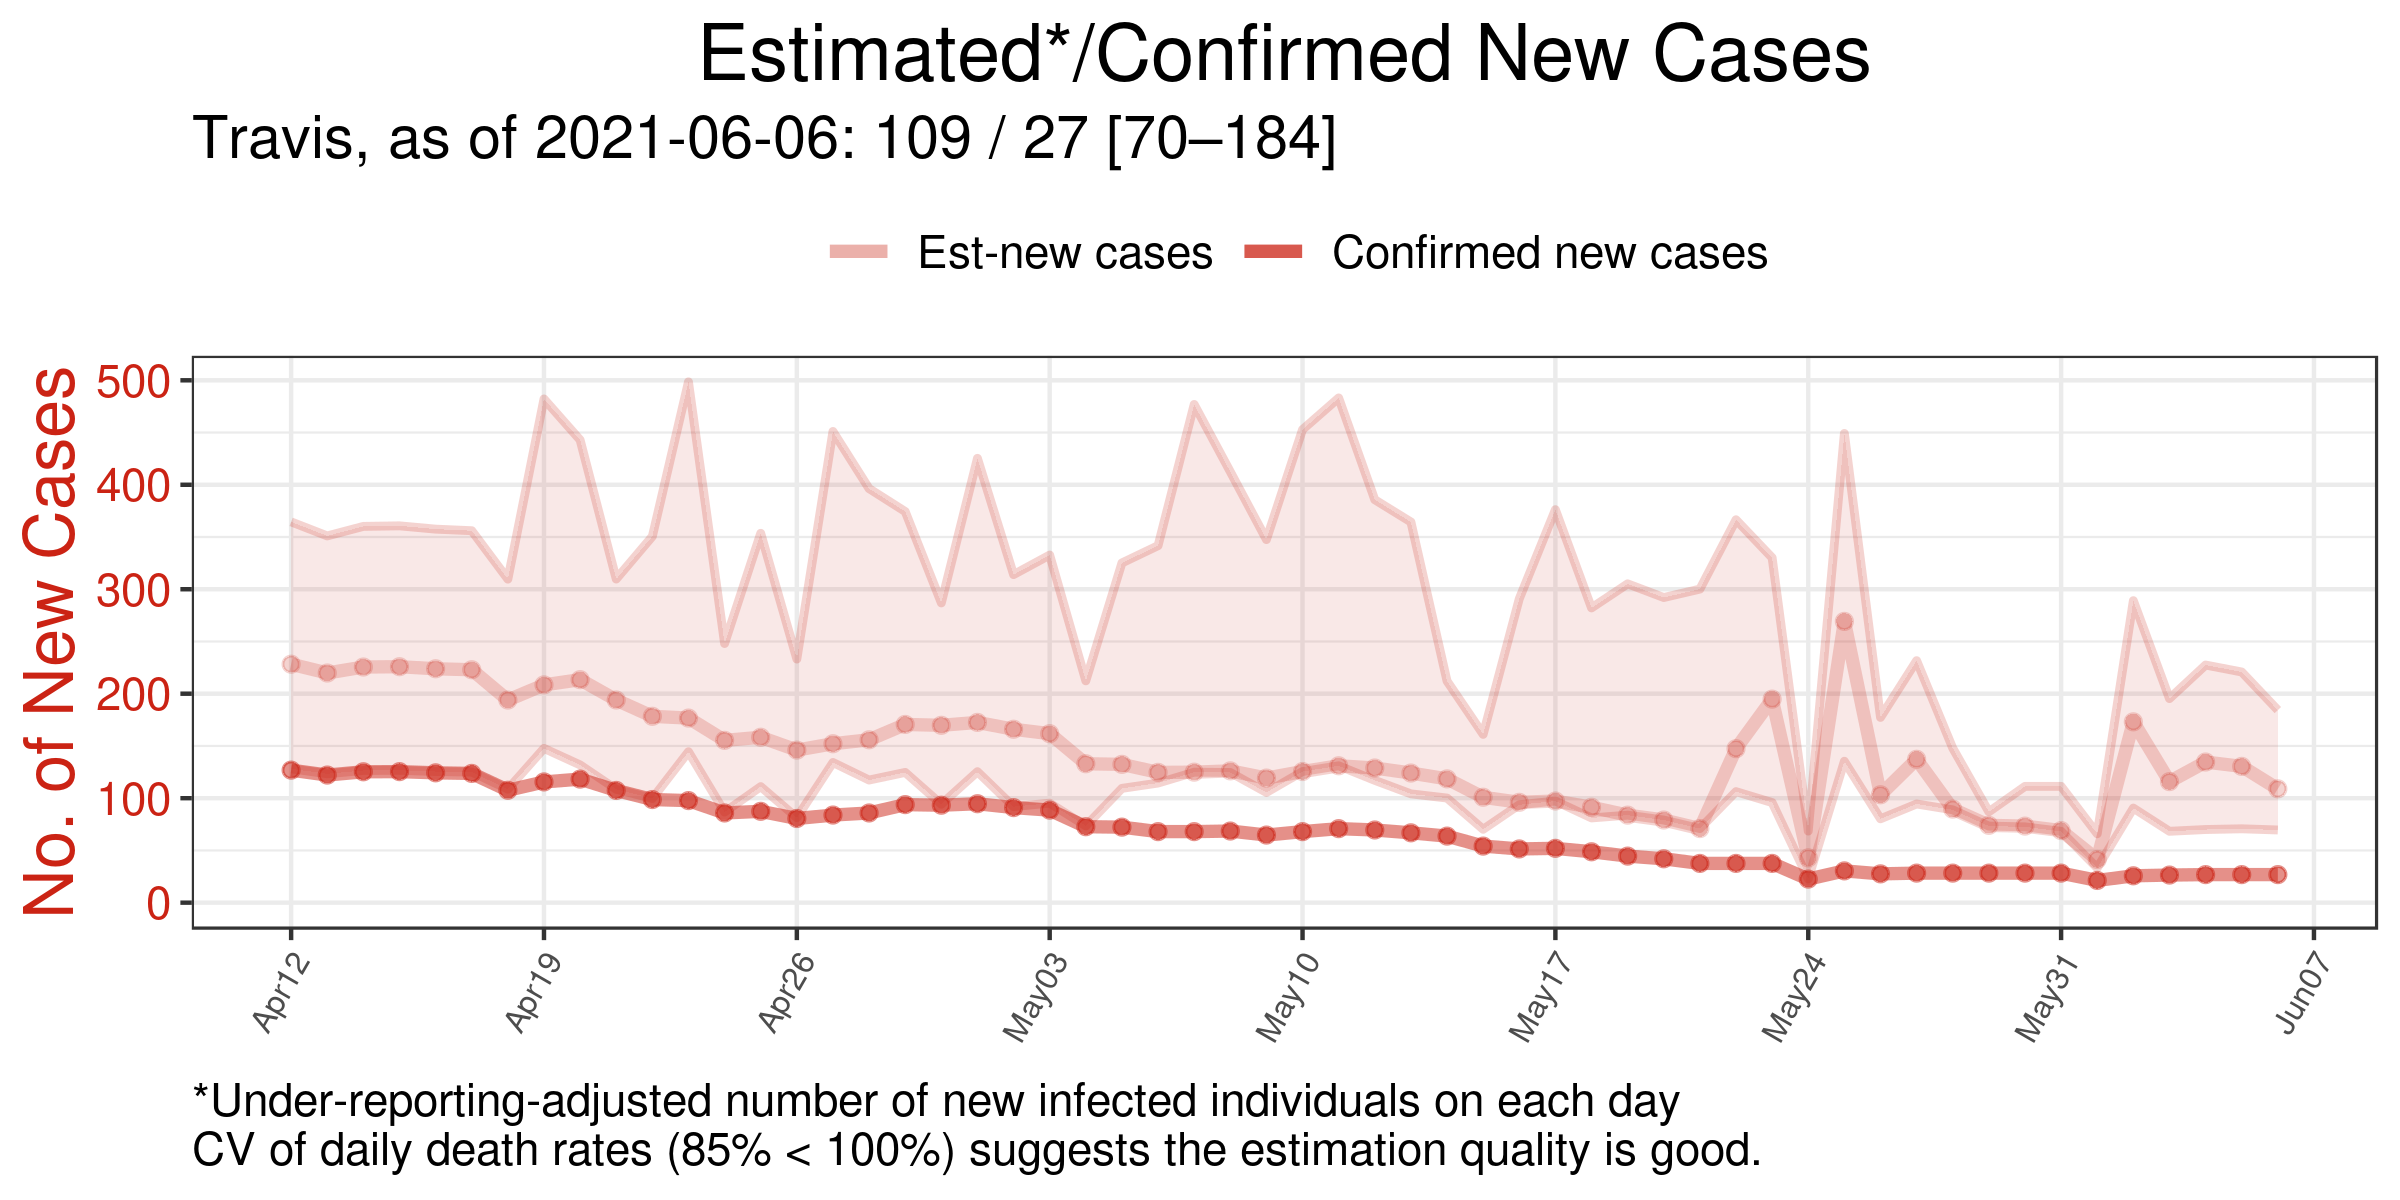 Estimated*/Confirmed New Cases
Travis, as of 2021-06-06: 109 / 27 [70–184]
Est-new cases
Confirmed new cases
No. of New Cases
500
400
300
200
100
0
Apr12
Apr19
Apr26
May03
May10
May17
May24
May31
Jun07
*Under-reporting-adjusted number of new infected individuals on each day
CV of daily death rates (85% < 100%) suggests the estimation quality is good.